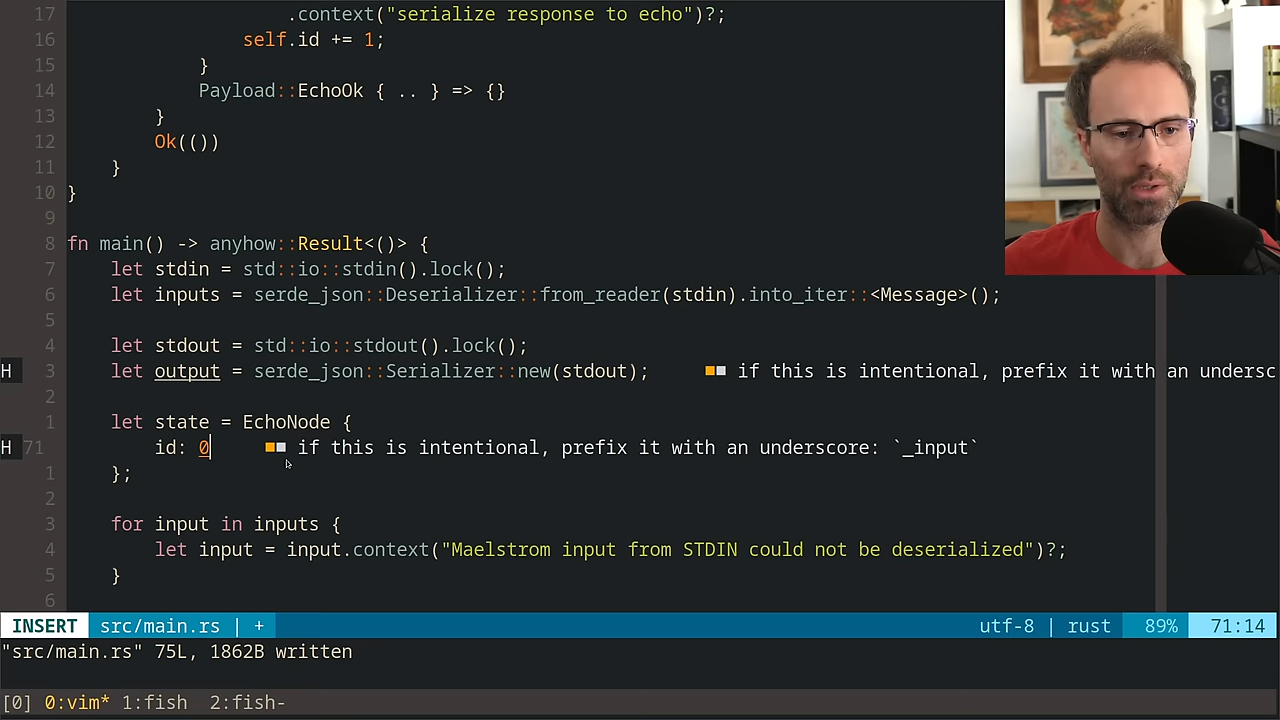 17 .context("serialize response to echo")?;
16 self.id += 1;
15 }
14 Payload::EchoOk { .. } => {}
13 }
12 Ok(())
11 }
10 }
9
8 fn main() -> anyhow::Result<()> {
7 let stdin = std::io::stdin().lock();
6 let inputs = serde_json::Deserializer::from_reader(stdin).into_iter::<Message>();
5
4 let stdout = std::io::stdout().lock();
H 3 let output = serde_json::Serializer::new(stdout); if this is intentional, prefix it with an undersc
2
1 let state = EchoNode {
H 71 id: 0 if this is intentional, prefix it with an underscore: `_input`
1 };
2
3 for input in inputs {
4 let input = input.context("Maelstrom input from STDIN could not be deserialized")?;
5 }
6
INSERT src/main.rs | + utf-8 | rust 89% 71:14
"src/main.rs" 75L, 1862B written
[0] 0:vim* 1:fish 2:fish-